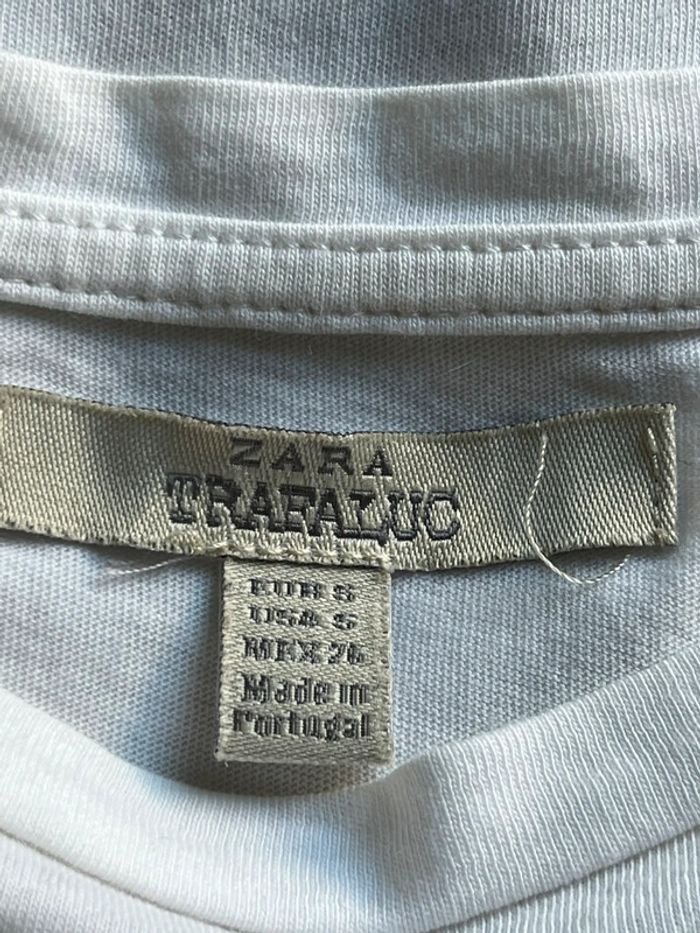 ZARA
TRAFALUC
EUR S
USA S
MEX 26
Made in
Portugal